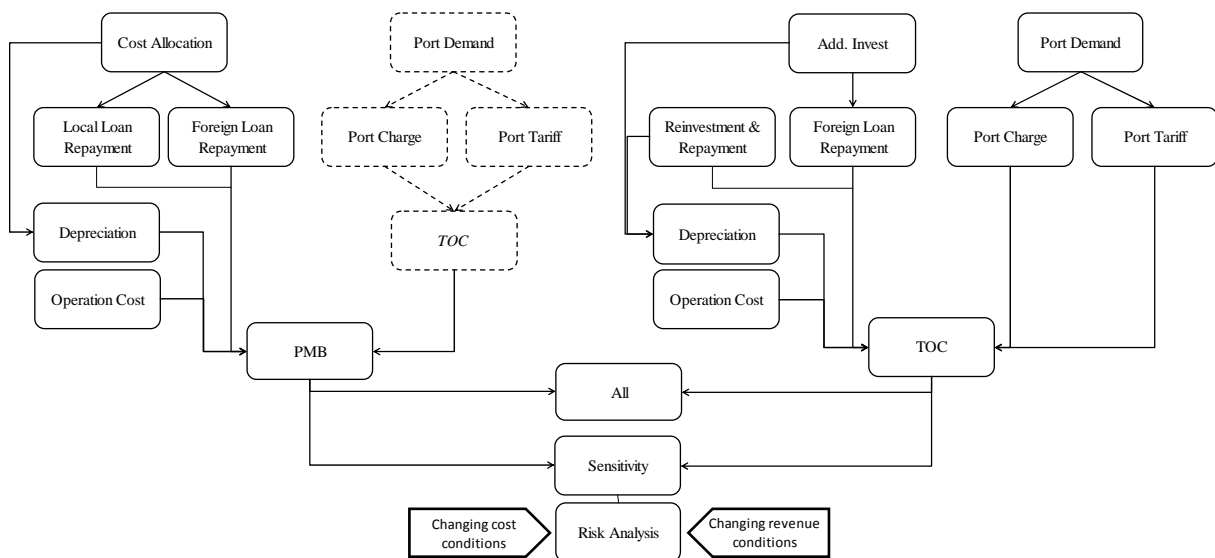 Cost Allocation
Port Demand
Add. Invest
Port Demand
Local Loan
Repayment
Foreign Loan
Repayment
Port Charge
Port Tariff
Reinvestment &
Repayment
Foreign Loan
Repayment
Port Charge
Port Tariff
Depreciation
TOC
Depreciation
Operation Cost
Operation Cost
PMB
TOC
All
Sensitivity
Changing cost
conditions
Risk Analysis
Changing revenue
conditions